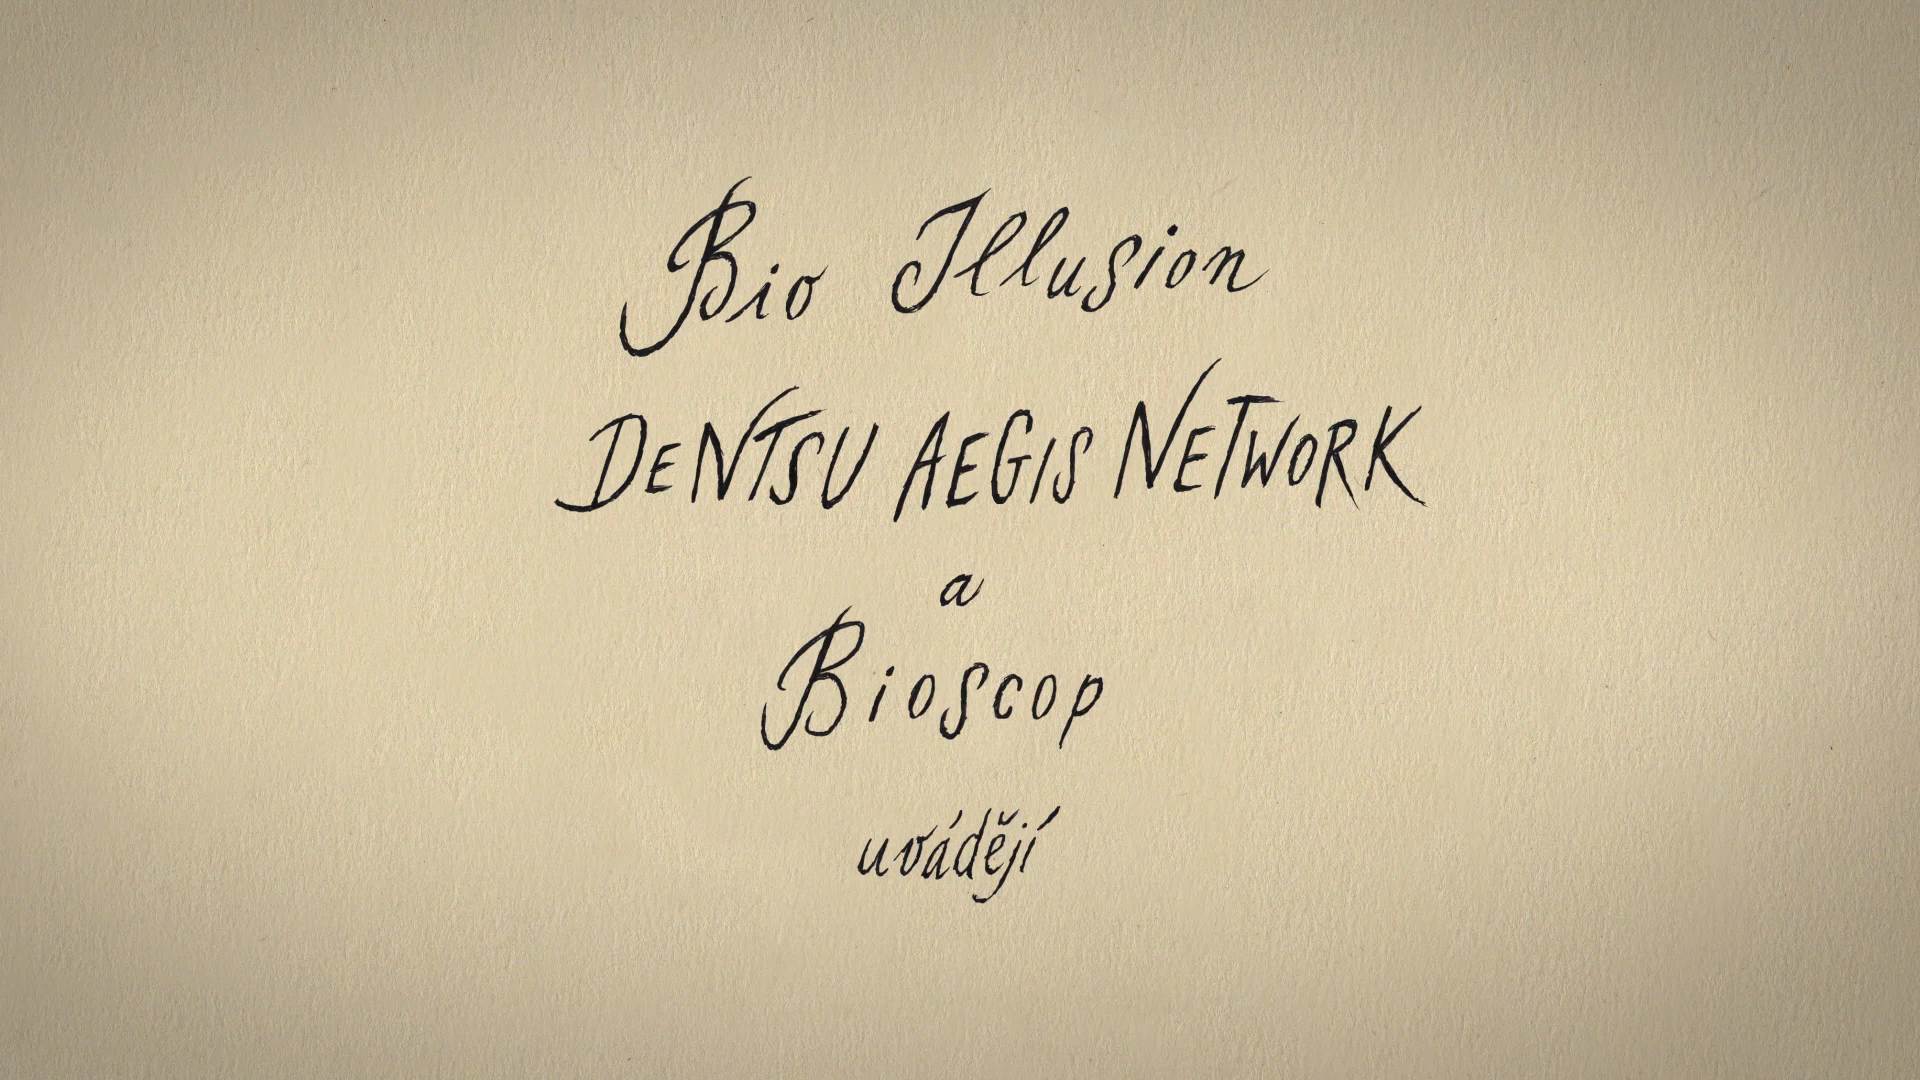 Bio Illusion
DENTSU AEGIS NETWORK
a
Bioscop
uvádějí